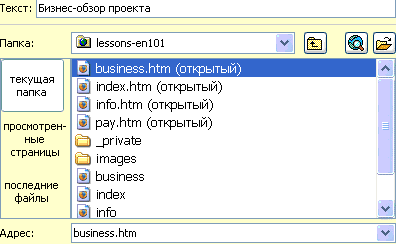 Текст: Бизнес-обзор проекта
Папка: lessons-en101
текущая
папка
просмотрен-
ные
страницы
последние
файлы
business.htm (открытый)
index.htm (открытый)
info.htm (открытый)
pay.htm (открытый)
_private
images
business
index
info
Адрес: business.htm